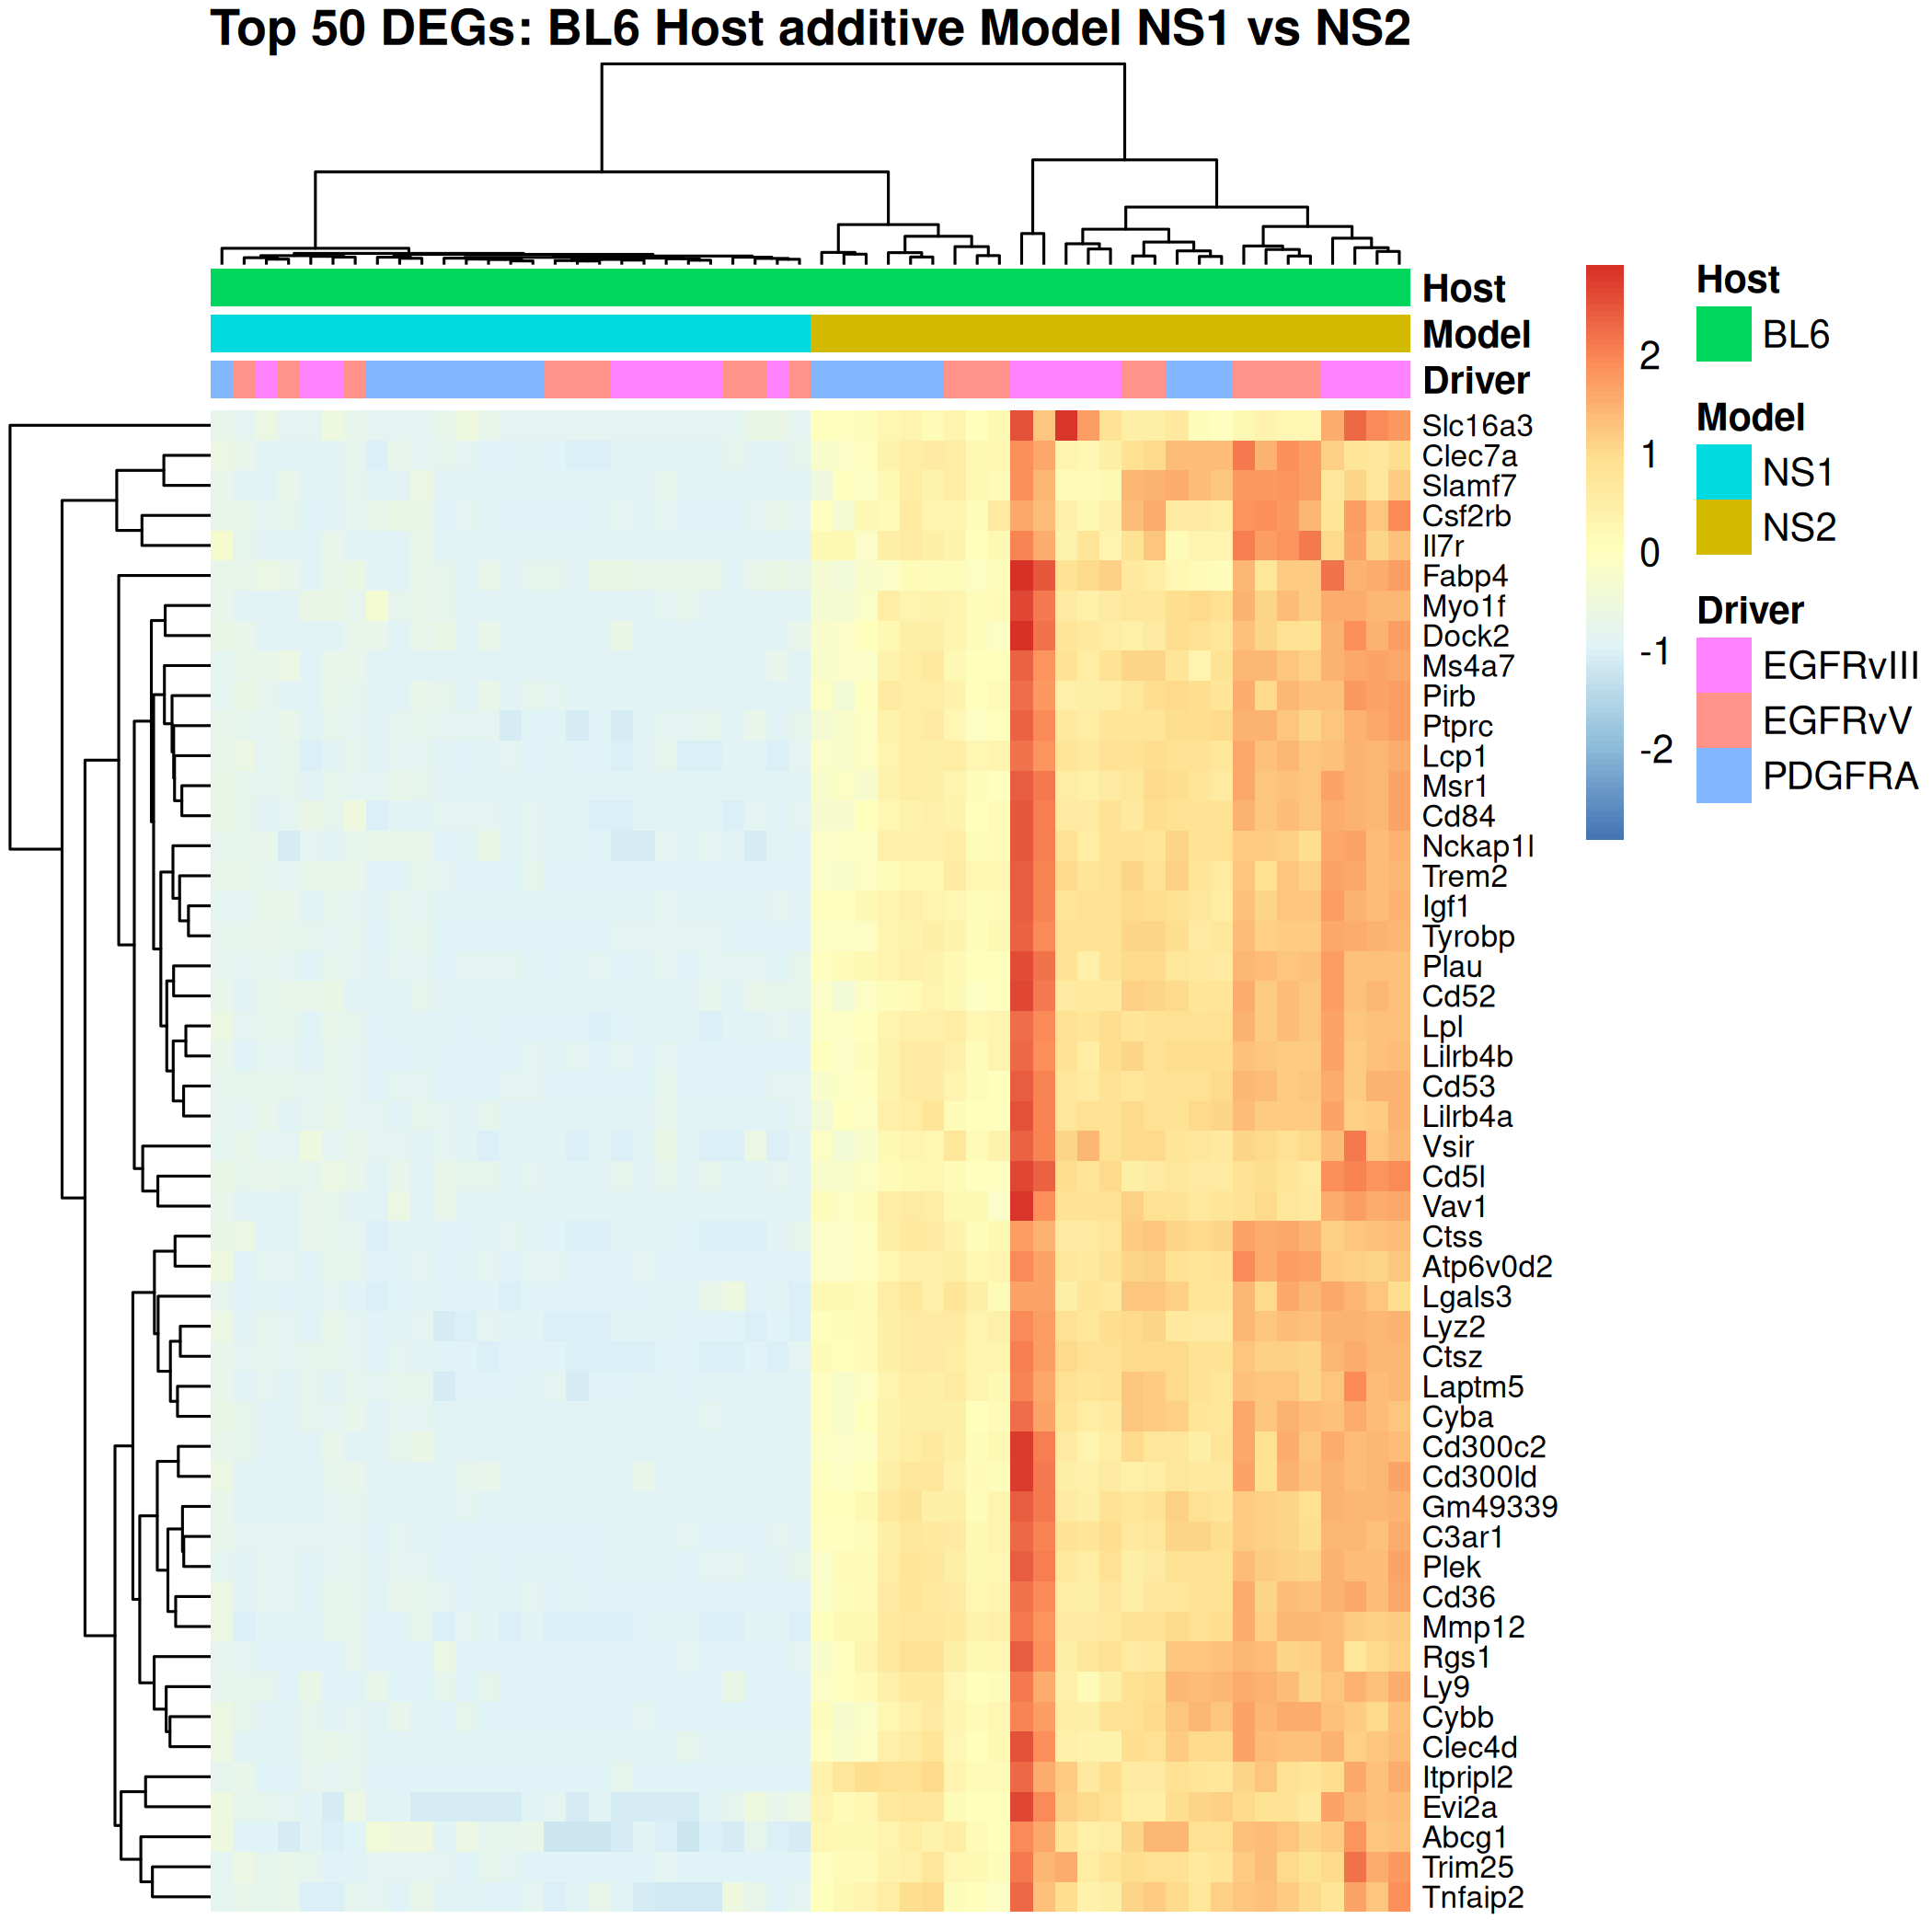 Top 50 DEGs: BL6 Host additive Model NS1 vs NS2
Host
Model
Driver
Slc16a3
Clec7a
Slamf7
Csf2rb
Il7r
Fabp4
Myo1f
Dock2
Ms4a7
Pirb
Ptprc
Lcp1
Msr1
Cd84
Nckap1l
Trem2
Igf1
Tyrobp
Plau
Cd52
Lpl
Lilrb4b
Cd53
Lilrb4a
Vsir
Cd5l
Vav1
Ctss
Atp6v0d2
Lgals3
Lyz2
Ctsz
Laptm5
Cyba
Cd300c2
Cd300ld
Gm49339
C3ar1
Plek
Cd36
Mmp12
Rgs1
Ly9
Cybb
Clec4d
Itpripl2
Evi2a
Abcg1
Trim25
Tnfaip2
2
1
0
-1
-2
Host
BL6
Model
NS1
NS2
Driver
EGFRvIII
EGFRvV
PDGFRA